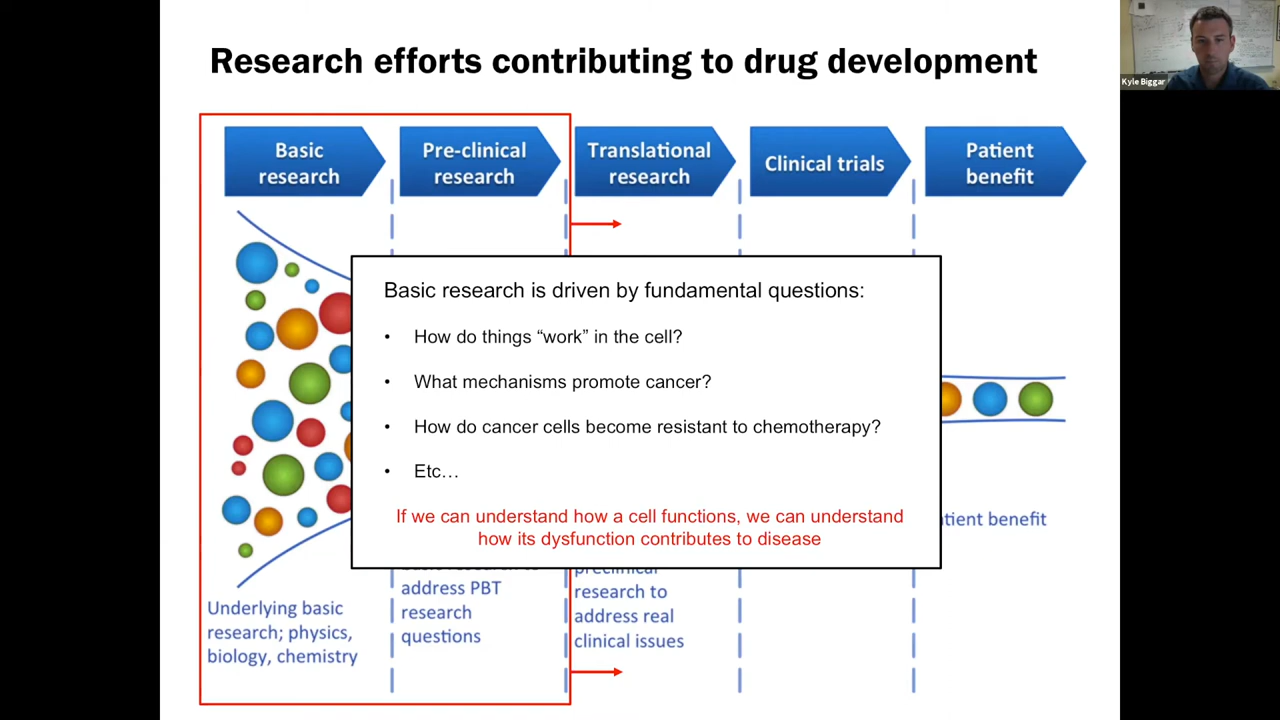 Research efforts contributing to drug development
Kyle Biggar
Basic
research
Pre-clinical
research
Translational
research
Clinical trials
Patient
benefit
Basic research is driven by fundamental questions:
• How do things “work” in the cell?
• What mechanisms promote cancer?
• How do cancer cells become resistant to chemotherapy?
• Etc…
If we can understand how a cell functions, we can understand
how its dysfunction contributes to disease
Underlying basic
research; physics,
biology, chemistry
address PBT
research
questions
preclinical
research to
address real
clinical issues
benefit